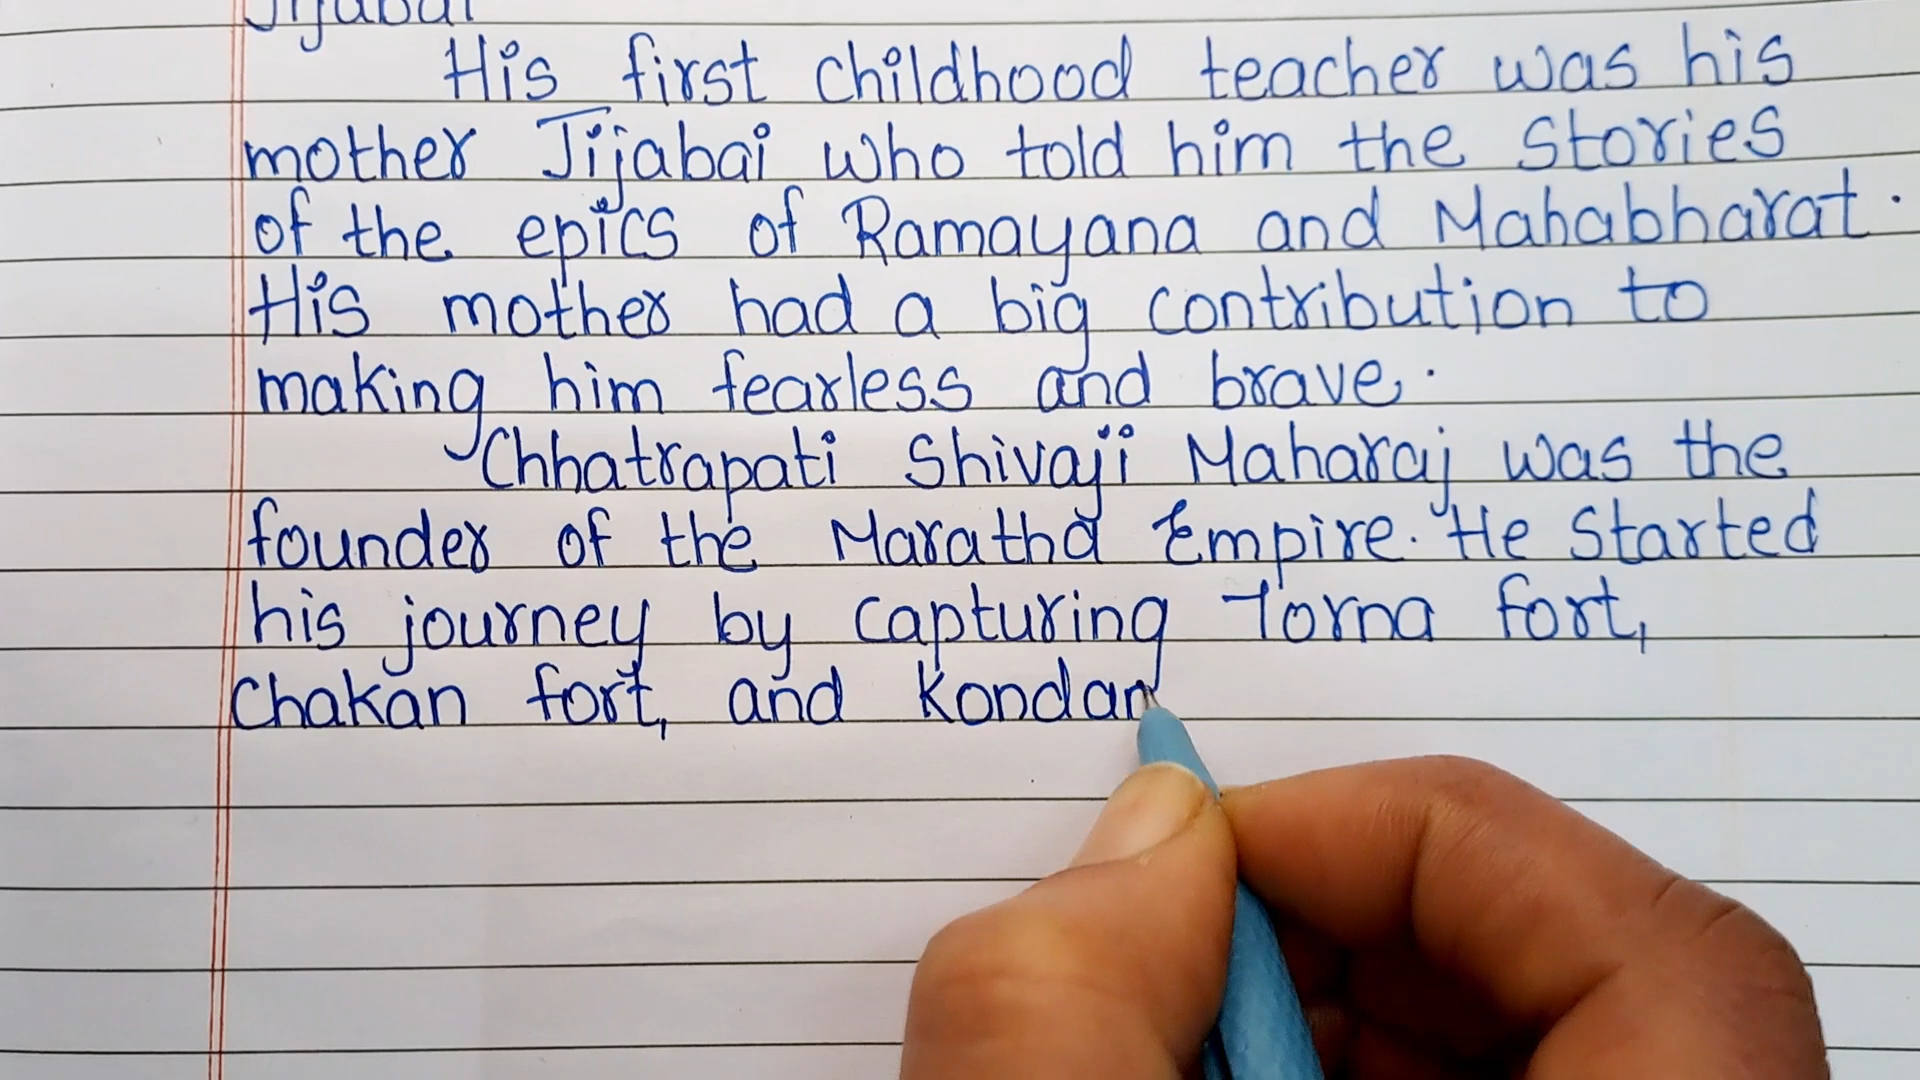 Jijabai
His first childhood teacher was his
mother Jijabai who told him the stories
of the epics of Ramayana and Mahabharat.
His mother had a big contribution to
making him fearless and brave.
Chhatrapati Shivaji Maharaj was the
founder of the Maratha Empire. He started
his journey by capturing Torna fort,
Chakan fort, and Kondan